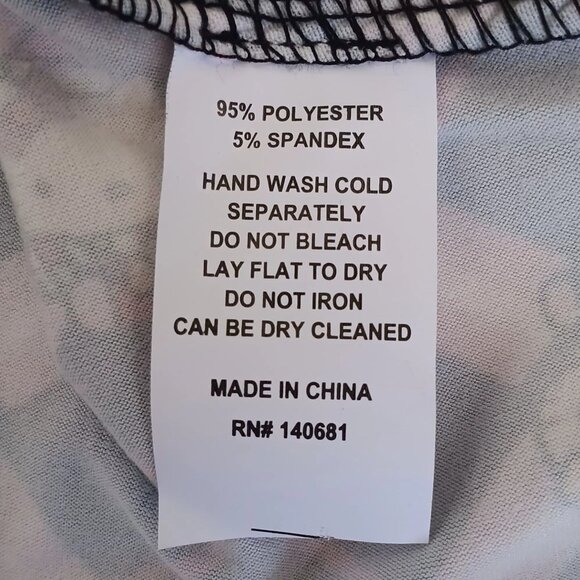 95% POLYESTER
5% SPANDEX
HAND WASH COLD
SEPARATELY
DO NOT BLEACH
LAY FLAT TO DRY
DO NOT IRON
CAN BE DRY CLEANED
MADE IN CHINA
RN# 140681